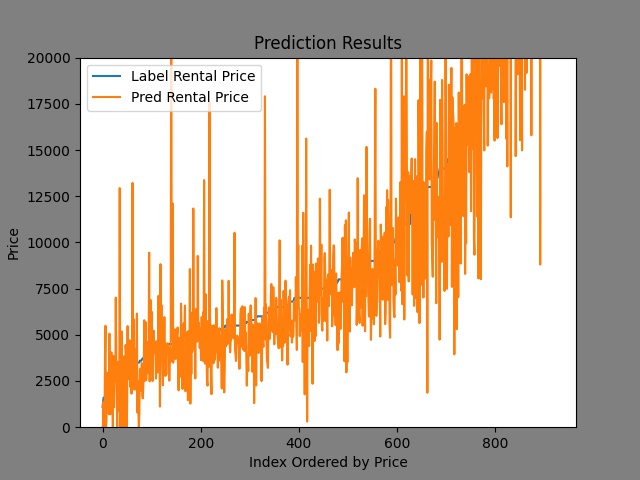 Prediction Results
20000
17500
15000
12500
10000
7500
5000
2500
0
Price
Label Rental Price
Pred Rental Price
0 200 400 600 800
Index Ordered by Price